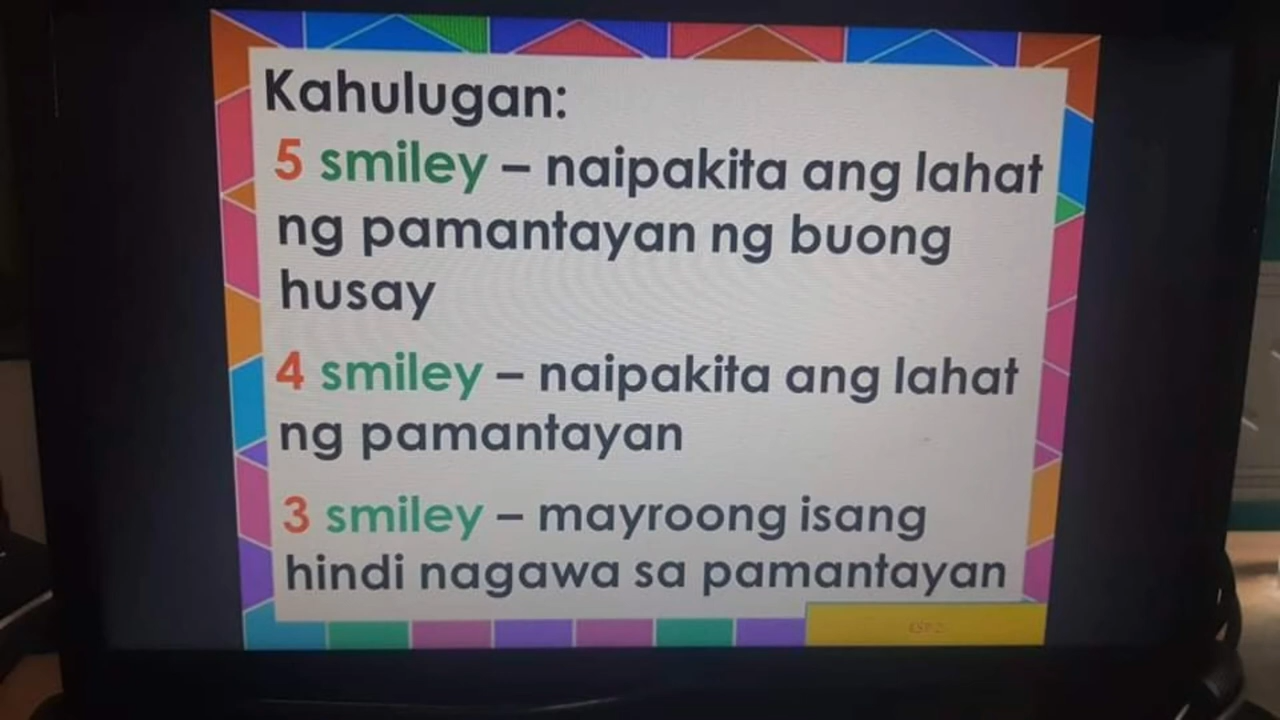 Kahulugan:
5 smiley – naipakita ang lahat
ng pamantayan ng buong
husay
4 smiley – naipakita ang lahat
ng pamantayan
3 smiley – mayroong isang
hindi nagawa sa pamantayan